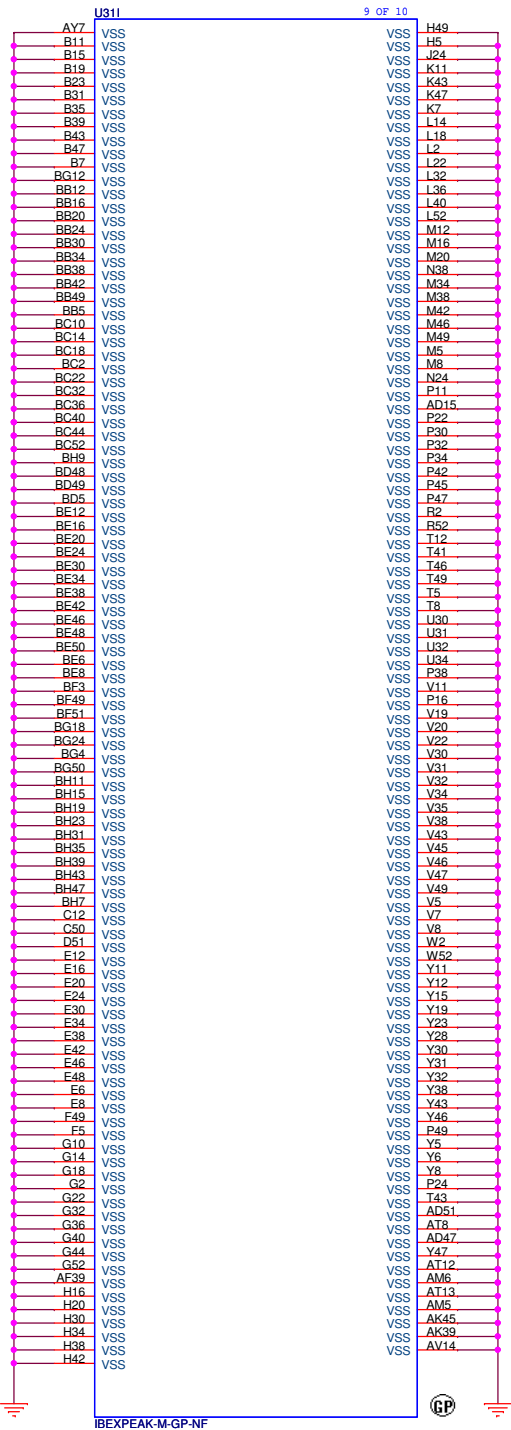 U31I 9 OF 10
AY7 VSS VSS H49
B11 VSS VSS H5
B15 VSS VSS J24
B19 VSS VSS K11
B23 VSS VSS K43
B31 VSS VSS K47
B35 VSS VSS K7
B39 VSS VSS L14
B43 VSS VSS L18
B47 VSS VSS L2
B7 VSS VSS L22
BG12 VSS VSS L32
BB12 VSS VSS L36
BB16 VSS VSS L40
BB20 VSS VSS L52
BB24 VSS VSS M12
BB30 VSS VSS M16
BB34 VSS VSS M20
BB38 VSS VSS N38
BB42 VSS VSS M34
BB49 VSS VSS M38
BB5 VSS VSS M42
BC10 VSS VSS M46
BC14 VSS VSS M49
BC18 VSS VSS M5
BC2 VSS VSS M8
BC22 VSS VSS N24
BC32 VSS VSS P11
BC36 VSS VSS AD15
BC40 VSS VSS P22
BC44 VSS VSS P30
BC52 VSS VSS P32
BH9 VSS VSS P34
BD48 VSS VSS P42
BD49 VSS VSS P45
BD5 VSS VSS P47
BE12 VSS VSS R2
BE16 VSS VSS R52
BE20 VSS VSS T12
BE24 VSS VSS T41
BE30 VSS VSS T46
BE34 VSS VSS T49
BE38 VSS VSS T5
BE42 VSS VSS T8
BE46 VSS VSS U30
BE48 VSS VSS U31
BE50 VSS VSS U32
BE6 VSS VSS U34
BE8 VSS VSS P38
BF3 VSS VSS V11
BF49 VSS VSS P16
BF51 VSS VSS V19
BG18 VSS VSS V20
BG24 VSS VSS V22
BG4 VSS VSS V30
BG50 VSS VSS V31
BH11 VSS VSS V32
BH15 VSS VSS V34
BH19 VSS VSS V35
BH23 VSS VSS V38
BH31 VSS VSS V43
BH35 VSS VSS V45
BH39 VSS VSS V46
BH43 VSS VSS V47
BH47 VSS VSS V49
BH7 VSS VSS V5
C12 VSS VSS V7
C50 VSS VSS V8
D51 VSS VSS W2
E12 VSS VSS W52
E16 VSS VSS Y11
E20 VSS VSS Y12
E24 VSS VSS Y15
E30 VSS VSS Y19
E34 VSS VSS Y23
E38 VSS VSS Y28
E42 VSS VSS Y30
E46 VSS VSS Y31
E48 VSS VSS Y32
E6 VSS VSS Y38
E8 VSS VSS Y43
F49 VSS VSS Y46
F5 VSS VSS P49
G10 VSS VSS Y5
G14 VSS VSS Y6
G18 VSS VSS Y8
G2 VSS VSS P24
G22 VSS VSS T43
G32 VSS VSS AD51
G36 VSS VSS AT8
G40 VSS VSS AD47
G44 VSS VSS Y47
G52 VSS VSS AT12
AF39 VSS VSS AM6
H16 VSS VSS AT13
H20 VSS VSS AM5
H30 VSS VSS AK45
H34 VSS VSS AK39
H38 VSS VSS AV14
H42 VSS
GP
IBEXPEAK-M-GP-NF